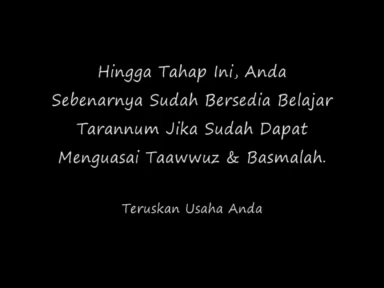 Hingga Tahap Ini, Anda
Sebenarnya Sudah Bersedia Belajar
Tarannum Jika Sudah Dapat
Menguasai Taawwuz & Basmalah.
Teruskan Usaha Anda